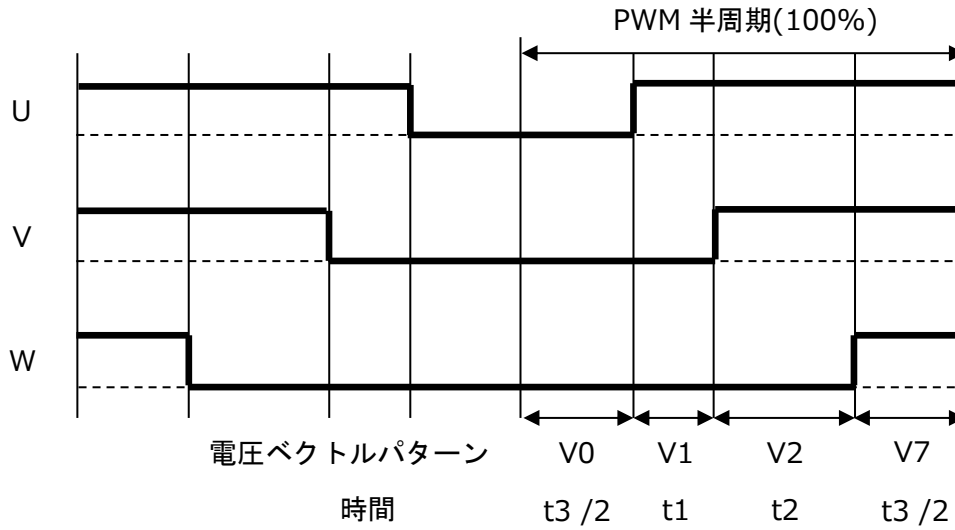 PWM 半周期(100%)
U
V
W
電圧ベクトルパターン V0 V1 V2 V7
時間 t3 /2 t1 t2 t3 /2